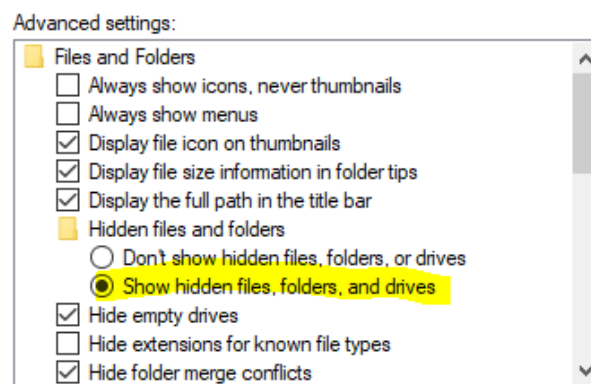 Advanced settings:
Files and Folders
Always show icons, never thumbnails
Always show menus
Display file icon on thumbnails
Display file size information in folder tips
Display the full path in the title bar
Hidden files and folders
Don't show hidden files, folders, or drives
Show hidden files, folders, and drives
Hide empty drives
Hide extensions for known file types
Hide folder merge conflicts